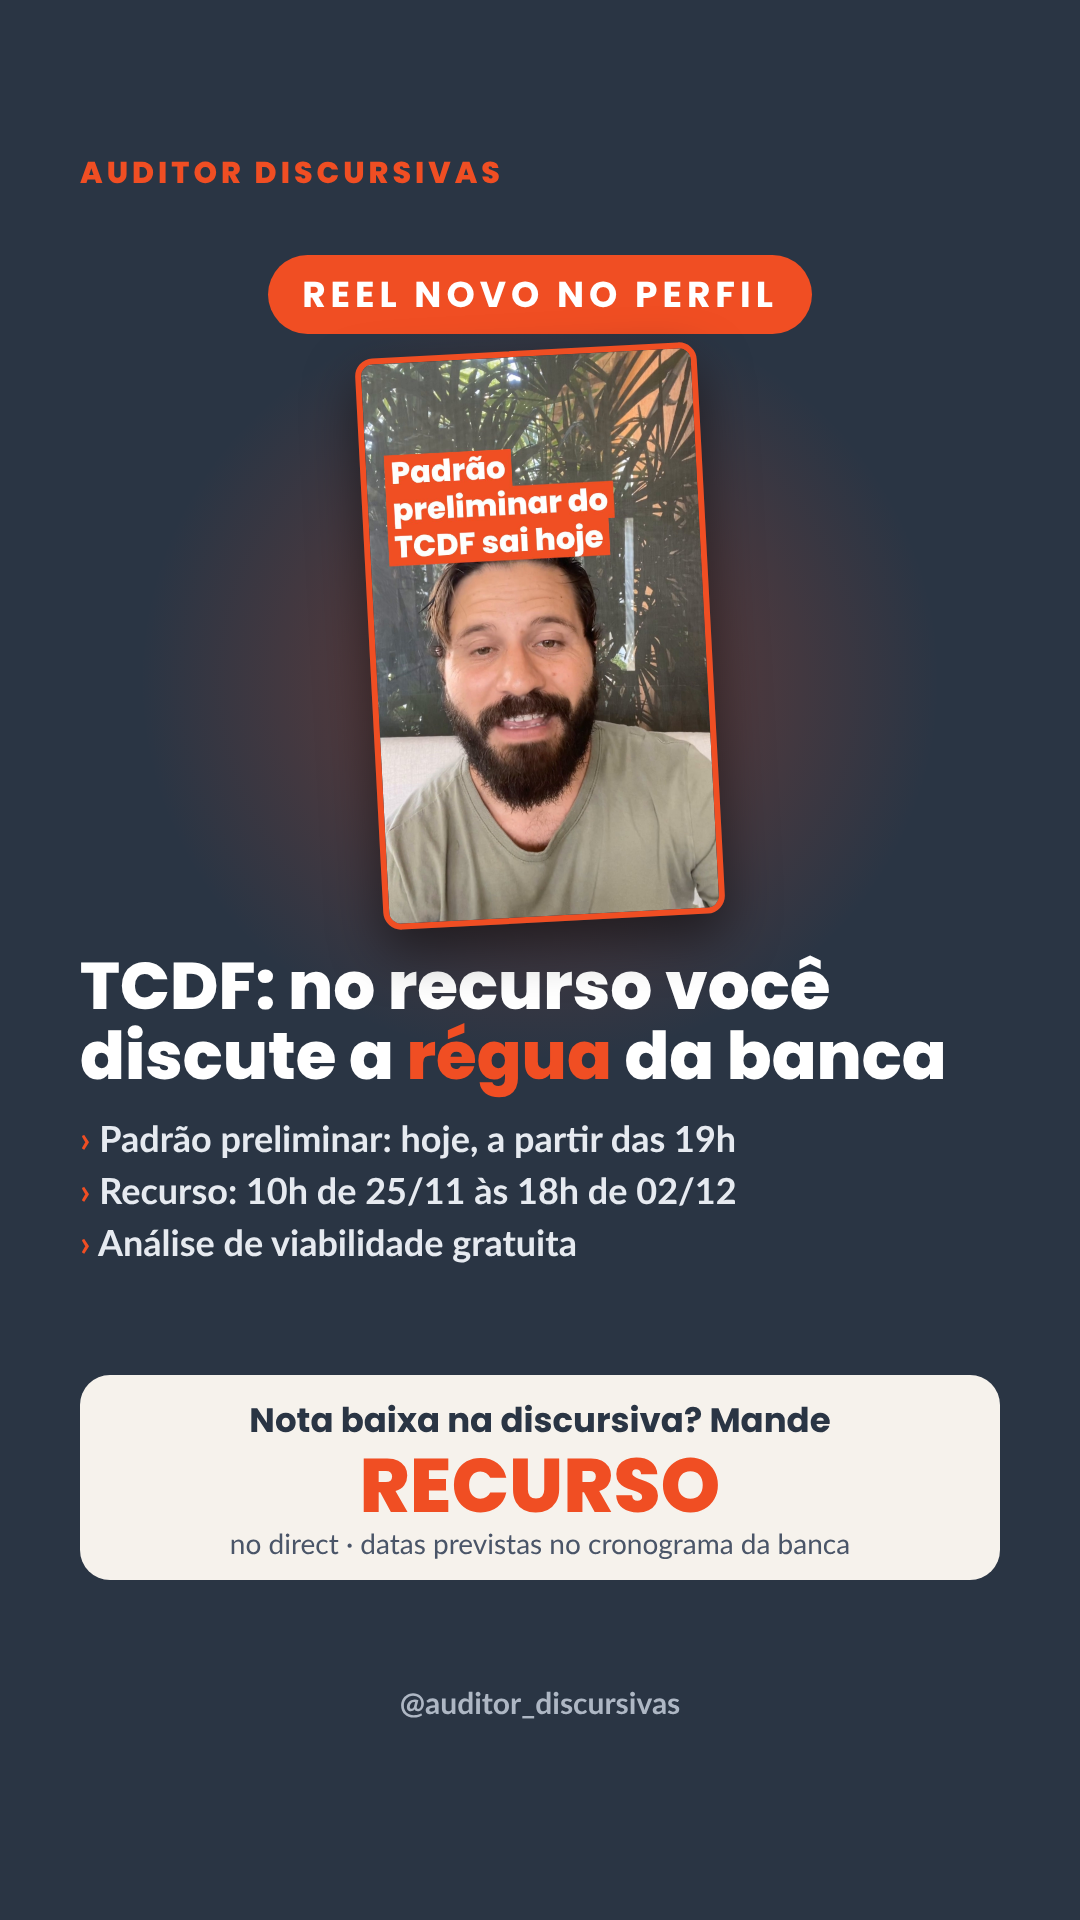 AUDITOR DISCURSIVAS
REEL NOVO NO PERFIL
Padrão
preliminar do
TCDF sai hoje
TCDF: no recurso você
discute a régua da banca
› Padrão preliminar: hoje, a partir das 19h
› Recurso: 10h de 25/11 às 18h de 02/12
› Análise de viabilidade gratuita
Nota baixa na discursiva? Mande
RECURSO
no direct · datas previstas no cronograma da banca
@auditor_discursivas